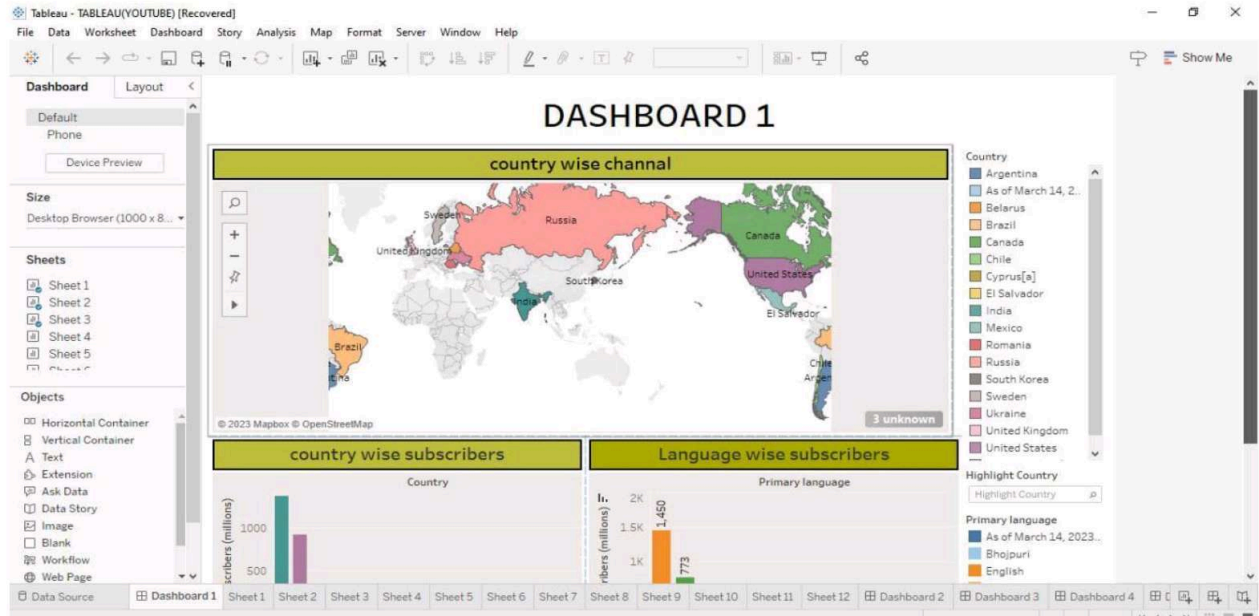 Tableau - TABLEAU(YOUTUBE) [Recovered]
File Data Worksheet Dashboard Story Analysis Map Format Server Window Help
Show Me
Dashboard Layout
Default
Phone
Device Preview
Size
Desktop Browser (1000 x 8...
Sheets
Sheet 1
Sheet 2
Sheet 3
Sheet 4
Sheet 5
Objects
Horizontal Container
Vertical Container
Text
Extension
Ask Data
Data Story
Image
Blank
Workflow
Web Page
DASHBOARD 1
country wise channal
Sweden
Russia
United Kingdom
South Korea
India
Brazil
Canada
United States
El Salvador
Chile
© 2023 Mapbox © OpenStreetMap
3 unknown
Country
Argentina
As of March 14, 2..
Belarus
Brazil
Canada
Chile
Cyprus[a]
El Salvador
India
Mexico
Romania
Russia
South Korea
Sweden
Ukraine
United Kingdom
United States
Highlight Country
Highlight Country
Primary language
As of March 14, 2023..
Bhojpuri
English
country wise subscribers
Country
scribers (millions)
1000
500
Language wise subscribers
Primary language
ribers (millions)
2K
1.5K
1K
1,450
773
Data Source Dashboard 1 Sheet 1 Sheet 2 Sheet 3 Sheet 4 Sheet 5 Sheet 6 Sheet 7 Sheet 8 Sheet 9 Sheet 10 Sheet 11 Sheet 12 Dashboard 2 Dashboard 3 Dashboard 4